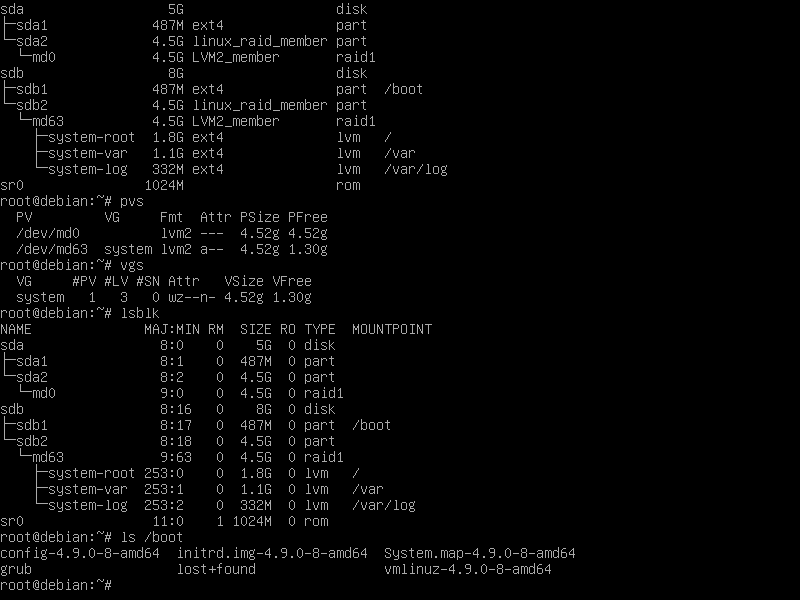 sda                     5G                   disk
├─sda1                487M ext4              part
└─sda2                4.5G linux_raid_member part
  └─md0               4.5G LVM2_member       raid1
sdb                     8G                   disk
├─sdb1                487M ext4              part  /boot
└─sdb2                4.5G linux_raid_member part
  └─md63              4.5G LVM2_member       raid1
    ├─system-root     1.8G ext4              lvm   /
    ├─system-var      1.1G ext4              lvm   /var
    └─system-log      332M ext4              lvm   /var/log
sr0                  1024M                   rom
root@debian:~# pvs
  PV         VG     Fmt  Attr PSize PFree
  /dev/md0          lvm2 ---  4.52g 4.52g
  /dev/md63  system lvm2 a--  4.52g 1.30g
root@debian:~# vgs
  VG     #PV #LV #SN Attr   VSize VFree
  system   1   3   0 wz--n- 4.52g 1.30g
root@debian:~# lsblk
NAME              MAJ:MIN RM  SIZE RO TYPE  MOUNTPOINT
sda                 8:0    0    5G  0 disk
├─sda1              8:1    0  487M  0 part
└─sda2              8:2    0  4.5G  0 part
  └─md0             9:0    0  4.5G  0 raid1
sdb                 8:16   0    8G  0 disk
├─sdb1              8:17   0  487M  0 part  /boot
└─sdb2              8:18   0  4.5G  0 part
  └─md63            9:63   0  4.5G  0 raid1
    ├─system-root 253:0    0  1.8G  0 lvm   /
    ├─system-var  253:1    0  1.1G  0 lvm   /var
    └─system-log  253:2    0  332M  0 lvm   /var/log
sr0                11:0    1 1024M  0 rom
root@debian:~# ls /boot
config-4.9.0-8-amd64  initrd.img-4.9.0-8-amd64  System.map-4.9.0-8-amd64
grub                  lost+found                vmlinuz-4.9.0-8-amd64
root@debian:~#